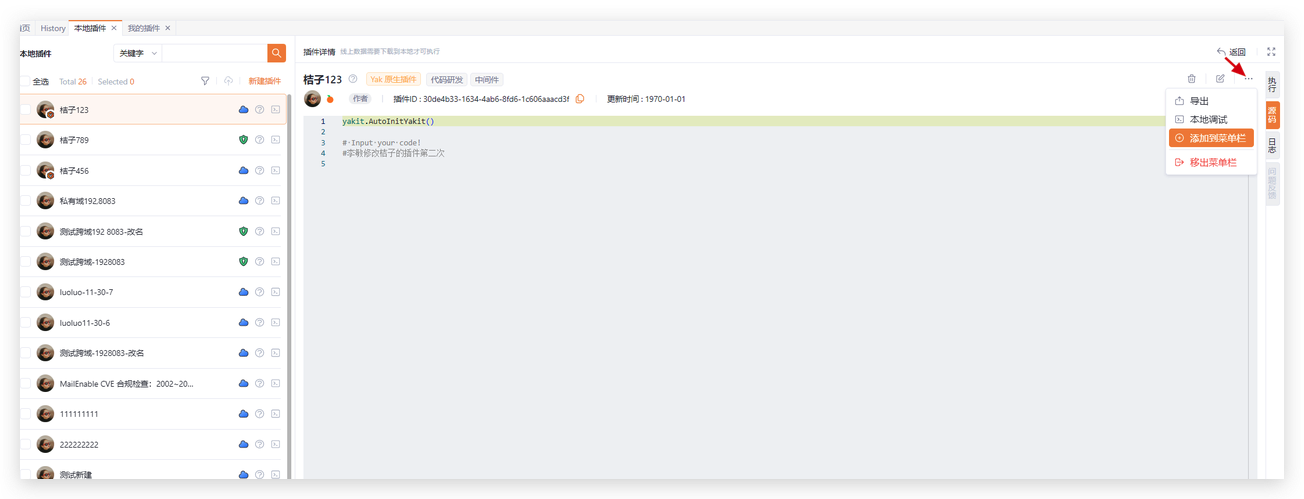 首页 History 本地插件 × 我的插件 ×
本地插件 关键字
全选 Total 26 Selected 0 新建插件
桔子123
桔子789
桔子456
私有域192.8083
测试跨域192 8083-改名
测试跨域-1928083
luoluo-11-30-7
luoluo11-30-6
测试跨域-1928083-改名
MailEnable CVE 合规检查：2002~20...
111111111
222222222
测试新建
插件详情 线上数据需要下载到本地才可执行 返回
桔子123 Yak 原生插件 代码研发 中间件
作者 插件ID : 30de4b33-1634-4ab6-8fd6-1c606aaacd3f 更新时间 : 1970-01-01
1 yakit.AutoInitYakit()
2
3 #·Input·your·code!
4 #李敏修改桔子的插件第二次
5
导出
本地调试
添加到菜单栏
移出菜单栏
执行
源码
日志
问题反馈